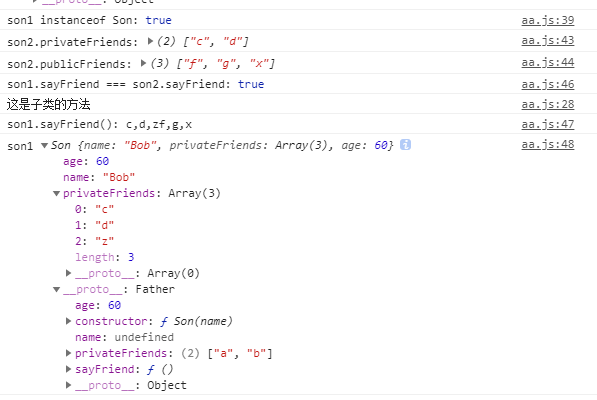 ▶ __proto__: Object
son1 instanceof Son: true aa.js:39
son2.privateFriends: ▶ (2) ["c", "d"] aa.js:43
son2.publicFriends: ▶ (3) ["f", "g", "x"] aa.js:44
son1.sayFriend === son2.sayFriend: true aa.js:46
这是子类的方法 aa.js:28
son1.sayFriend(): c,d,zf,g,x aa.js:47
son1 ▼ Son {name: "Bob", privateFriends: Array(3), age: 60} i aa.js:48
age: 60
name: "Bob"
▼ privateFriends: Array(3)
0: "c"
1: "d"
2: "z"
length: 3
▶ __proto__: Array(0)
▼ __proto__: Father
age: 60
▶ constructor: ƒ Son(name)
name: undefined
▶ privateFriends: (2) ["a", "b"]
▶ sayFriend: ƒ ()
▶ __proto__: Object